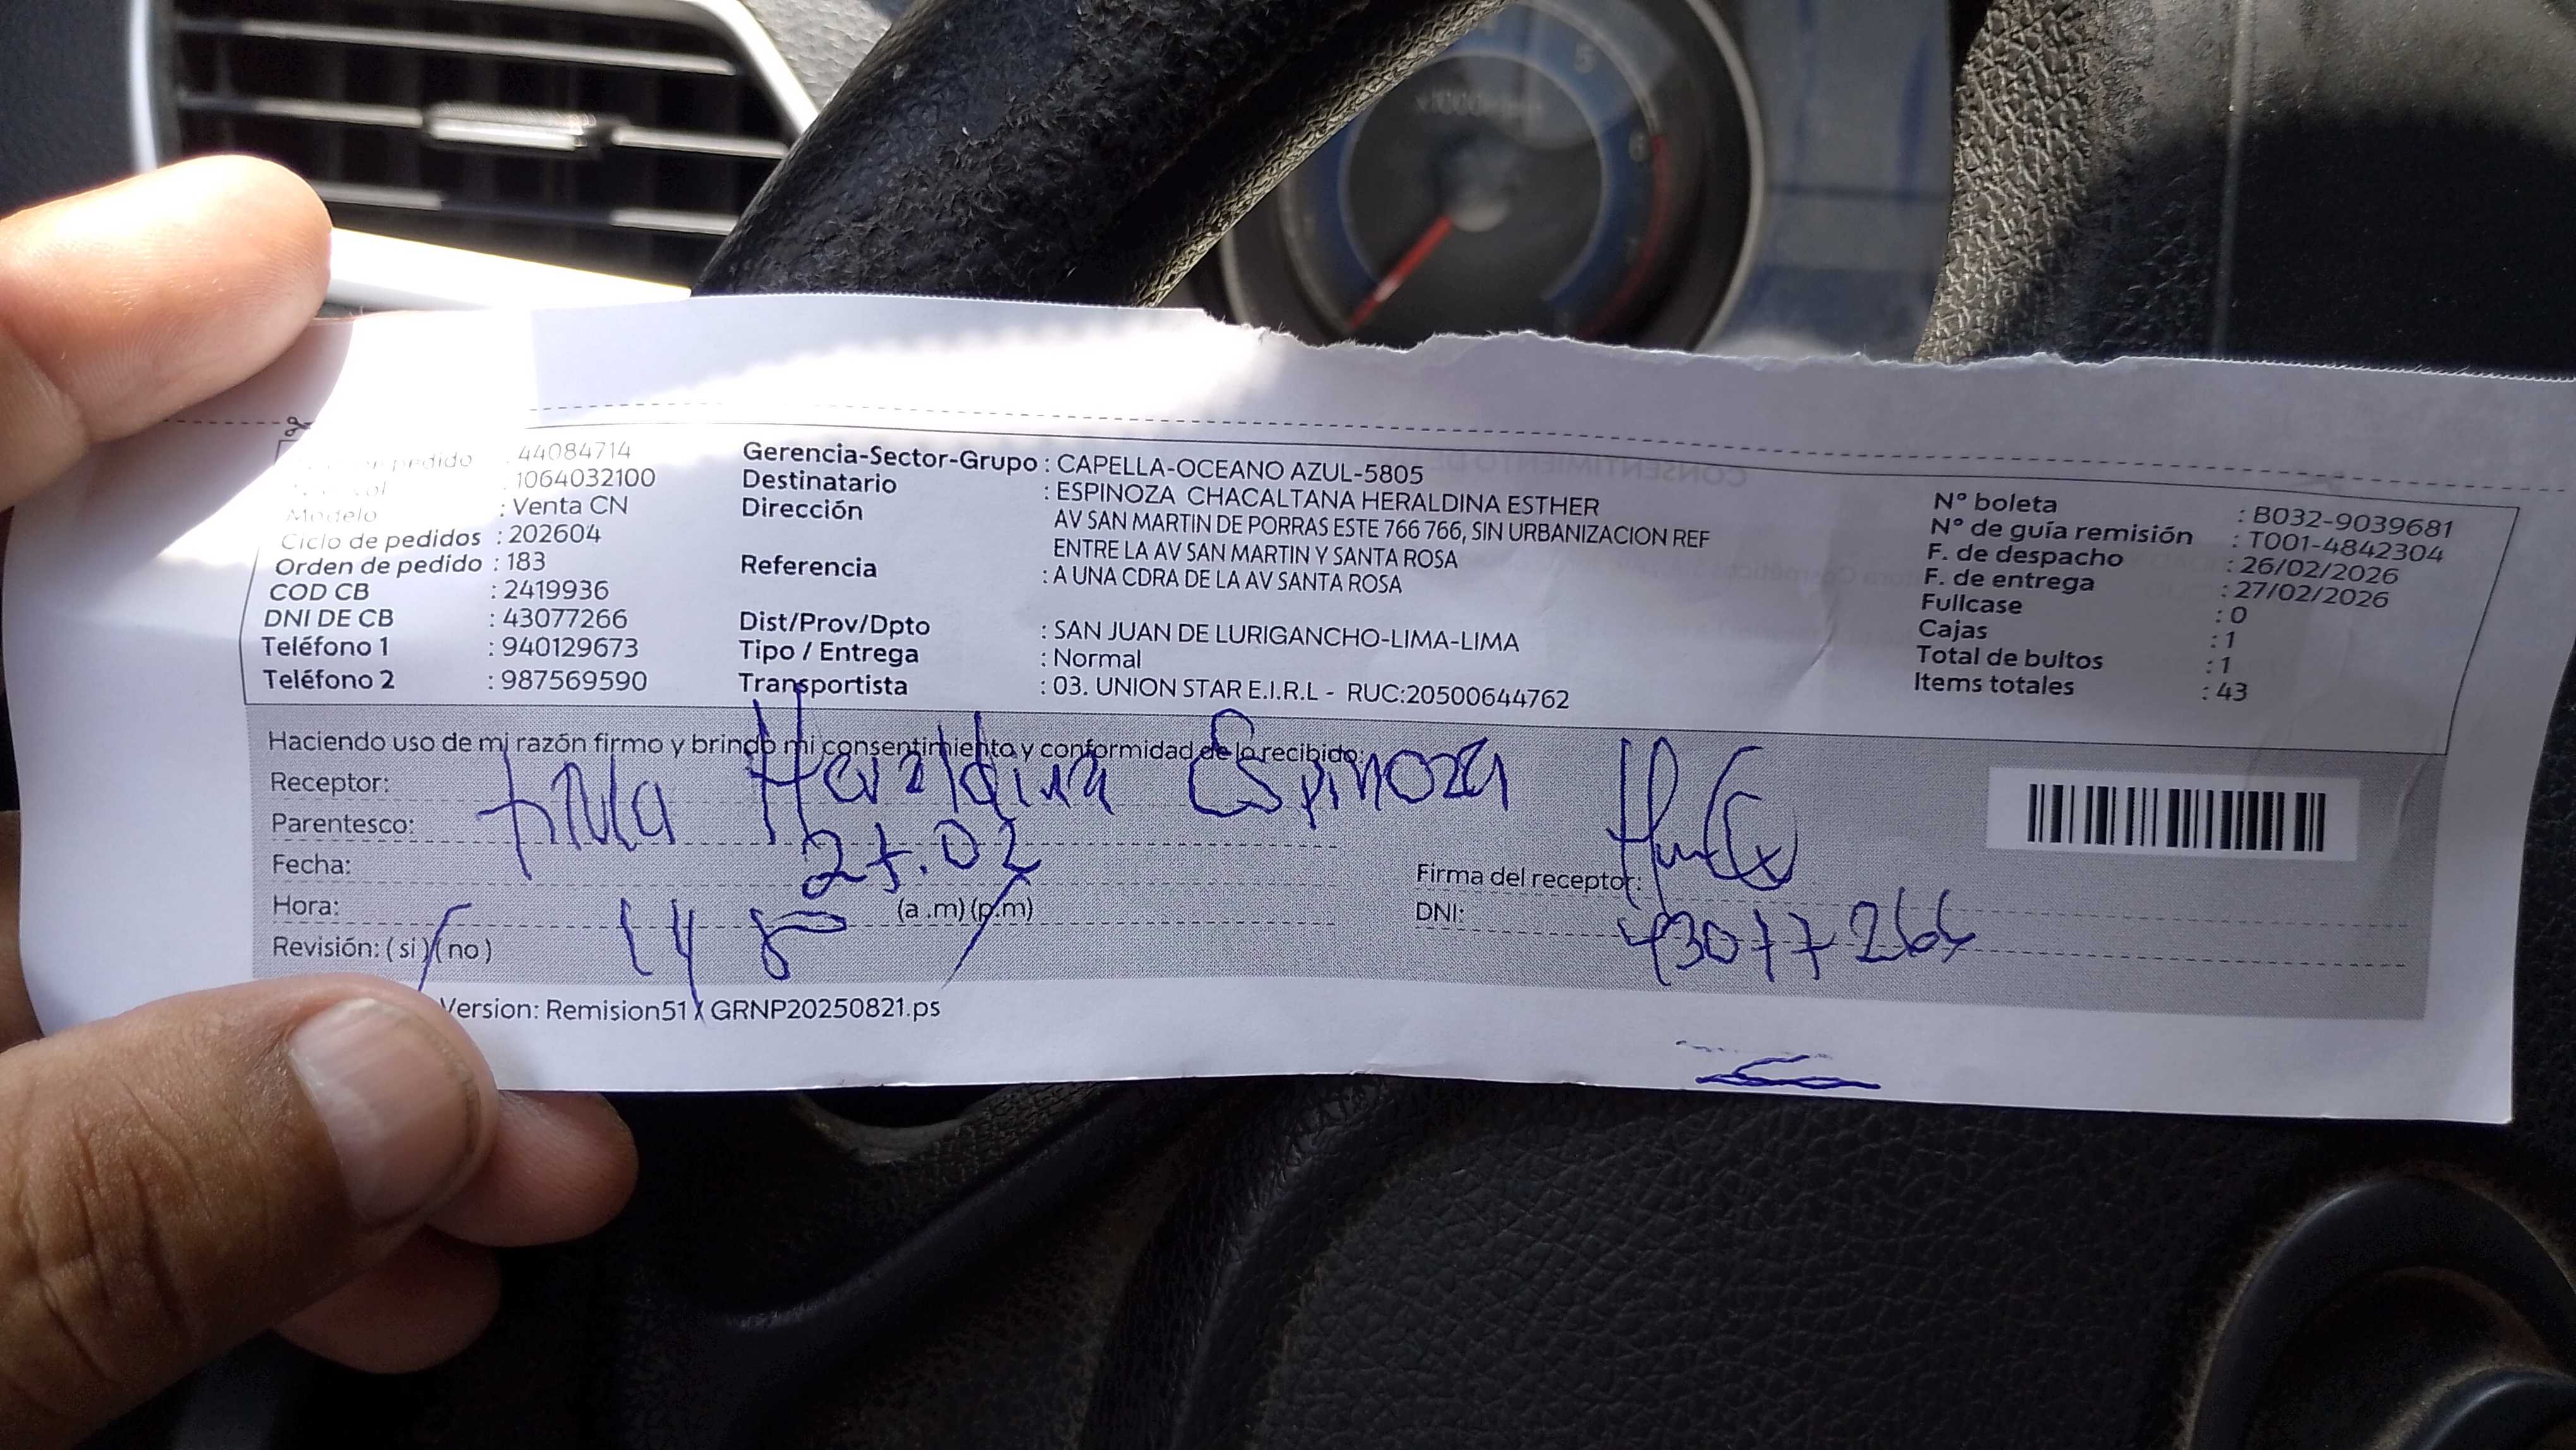 pedido : 44084714
: 1064032100
Modelo : Venta CN
Ciclo de pedidos : 202604
Orden de pedido : 183
COD CB : 2419936
DNI DE CB : 43077266
Teléfono 1 : 940129673
Teléfono 2 : 987569590
Gerencia-Sector-Grupo : CAPELLA-OCEANO AZUL-5805
Destinatario : ESPINOZA CHACALTANA HERALDINA ESTHER
Dirección AV SAN MARTIN DE PORRAS ESTE 766 766, SIN URBANIZACION REF
ENTRE LA AV SAN MARTIN Y SANTA ROSA
Referencia : A UNA CDRA DE LA AV SANTA ROSA
Dist/Prov/Dpto : SAN JUAN DE LURIGANCHO-LIMA-LIMA
Tipo / Entrega : Normal
Transportista : 03. UNION STAR E.I.R.L - RUC:20500644762
N° boleta : B032-9039681
N° de guía remisión : T001-4842304
F. de despacho : 26/02/2026
F. de entrega : 27/02/2026
Fullcase : 0
Cajas : 1
Total de bultos : 1
Items totales : 43
Haciendo uso de mi razón firmo y brindo mi consentimiento y conformidad de lo recibido:
Receptor: Heraldina Espinoza
Parentesco:
Fecha: 27.02
Hora: 14 (a .m) (p.m)
Revisión: ( si ) ( no )
Firma del receptor:
DNI: 43077266
Version: Remision51 / GRNP20250821.ps
5
6